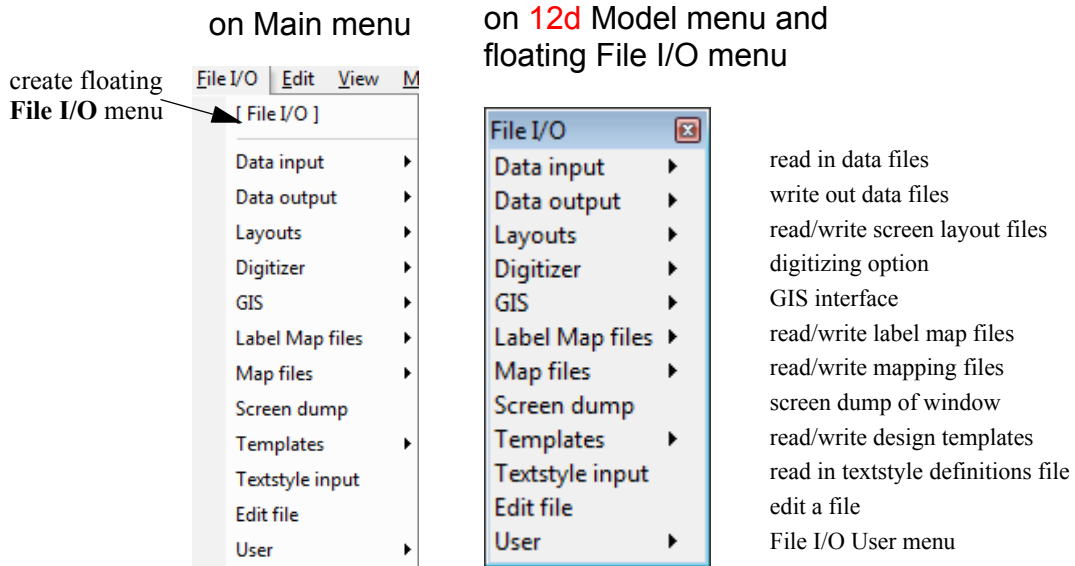 on Main menu
on 12d Model menu and
floating File I/O menu
create floating
File I/O menu
File I/O Edit View M
[ File I/O ]
Data input
Data output
Layouts
Digitizer
GIS
Label Map files
Map files
Screen dump
Templates
Textstyle input
Edit file
User
File I/O
Data input
Data output
Layouts
Digitizer
GIS
Label Map files
Map files
Screen dump
Templates
Textstyle input
Edit file
User
read in data files
write out data files
read/write screen layout files
digitizing option
GIS interface
read/write label map files
read/write mapping files
screen dump of window
read/write design templates
read in textstyle definitions file
edit a file
File I/O User menu